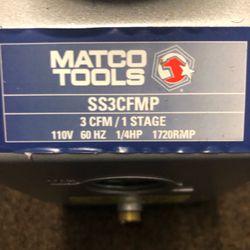 MATCO
TOOLS
SS3CFMP
3 CFM / 1 STAGE
110V 60 HZ 1/4HP 1720RMP